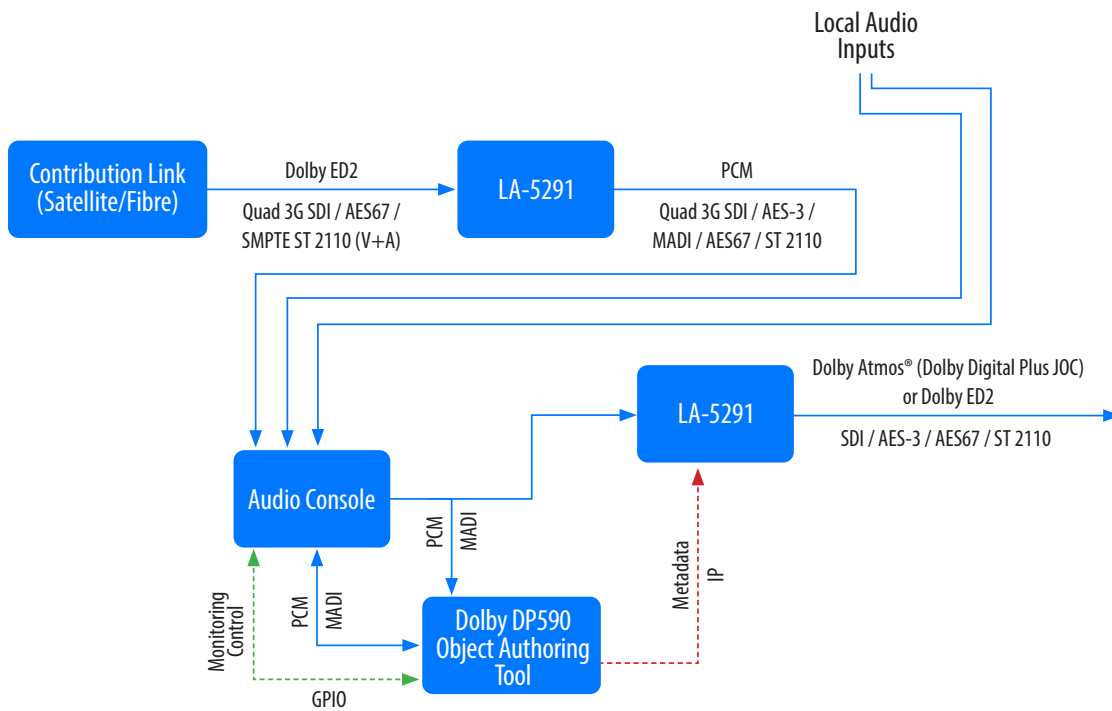 Local Audio
Inputs
Contribution Link
(Satellite/Fibre)
Dolby ED2
Quad 3G SDI / AES67 /
SMPTE ST 2110 (V+A)
LA-5291
PCM
Quad 3G SDI / AES-3 /
MADI / AES67 / ST 2110
LA-5291
Dolby Atmos® (Dolby Digital Plus JOC)
or Dolby ED2
SDI / AES-3 / AES67 / ST 2110
Audio Console
PCM
MADI
Metadata
IP
Monitoring
Control
PCM
MADI
Dolby DP590
Object Authoring
Tool
GPIO